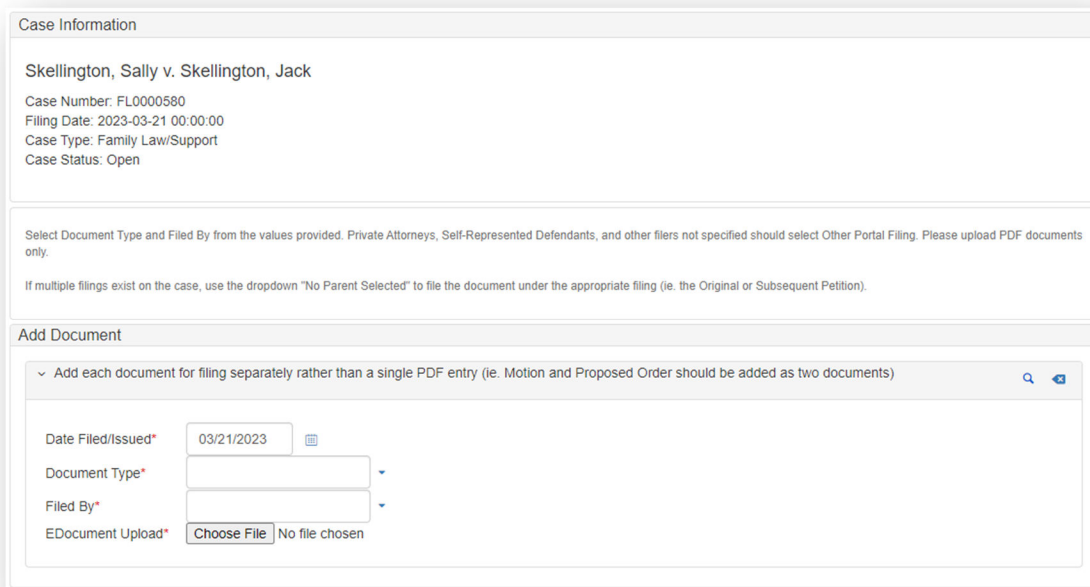 Case Information
Skellington, Sally v. Skellington, Jack
Case Number: FL0000580
Filing Date: 2023-03-21 00:00:00
Case Type: Family Law/Support
Case Status: Open
Select Document Type and Filed By from the values provided. Private Attorneys, Self-Represented Defendants, and other filers not specified should select Other Portal Filing. Please upload PDF documents
only.
If multiple filings exist on the case, use the dropdown "No Parent Selected" to file the document under the appropriate filing (ie. the Original or Subsequent Petition).
Add Document
Add each document for filing separately rather than a single PDF entry (ie. Motion and Proposed Order should be added as two documents)
Date Filed/Issued* 03/21/2023
Document Type*
Filed By*
EDocument Upload* Choose File No file chosen